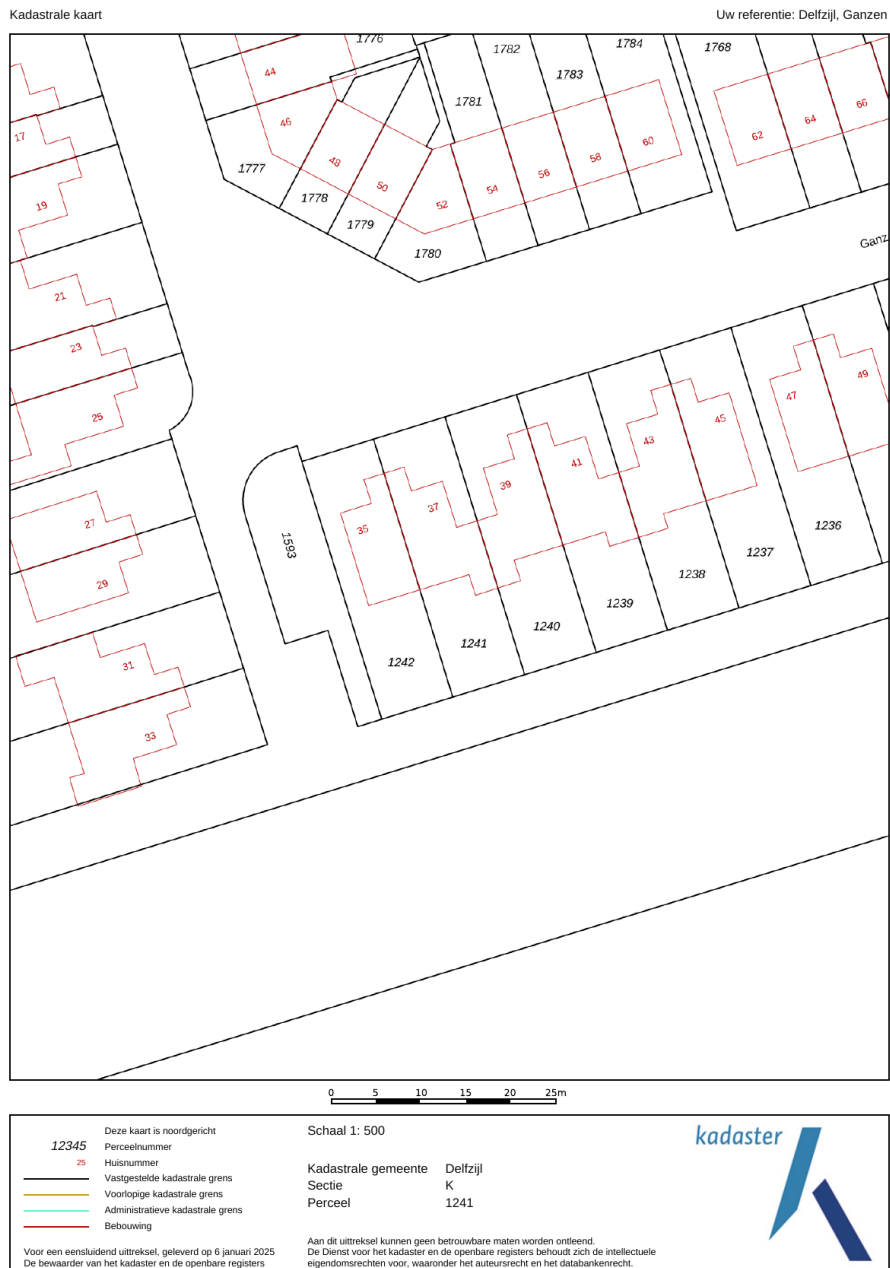 Kadastrale kaart
Uw referentie: Delfzijl, Ganzen
1776
1782
1784
1768
44
1783
1781
66
46
64
62
60
17
48
58
1777
56
50
54
1778
52
19
1779
1780
Ganz
21
23
49
47
25
45
43
41
39
37
35
27
1236
1593
1237
29
1238
1239
1240
1241
31
1242
33
0 5 10 15 20 25m
Deze kaart is noordgericht
12345 Perceelnummer
25 Huisnummer
Vastgestelde kadastrale grens
Voorlopige kadastrale grens
Administratieve kadastrale grens
Bebouwing
Voor een eensluidend uittreksel, geleverd op 6 januari 2025
De bewaarder van het kadaster en de openbare registers
Schaal 1: 500
Kadastrale gemeente Delfzijl
Sectie K
Perceel 1241
Aan dit uittreksel kunnen geen betrouwbare maten worden ontleend.
De Dienst voor het kadaster en de openbare registers behoudt zich de intellectuele
eigendomsrechten voor, waaronder het auteursrecht en het databankenrecht.
kadaster